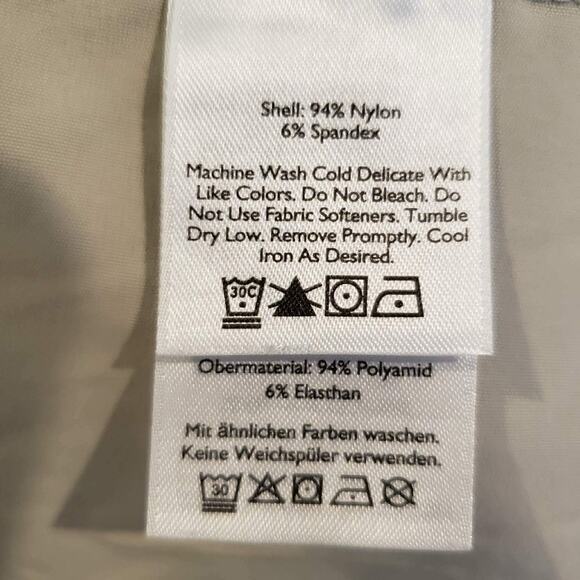 Shell: 94% Nylon
6% Spandex
Machine Wash Cold Delicate With
Like Colors. Do Not Bleach. Do
Not Use Fabric Softeners. Tumble
Dry Low. Remove Promptly. Cool
Iron As Desired.
30C
Obermaterial: 94% Polyamid
6% Elasthan
Mit ähnlichen Farben waschen.
Keine Weichspüler verwenden.
30